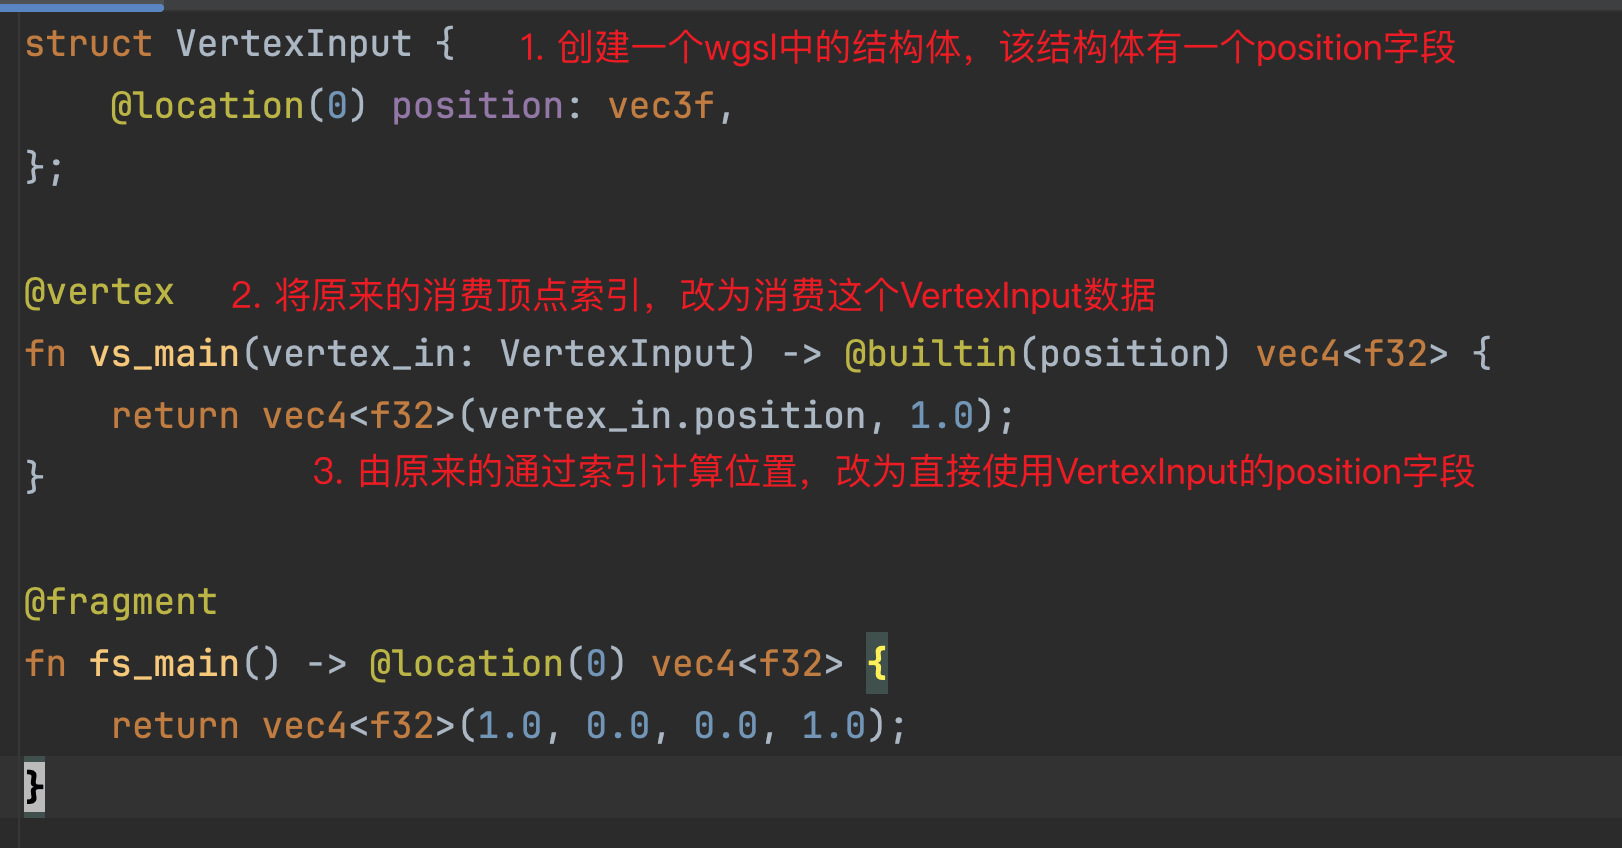 struct VertexInput { 1. 创建一个wgsl中的结构体，该结构体有一个position字段
@location(0) position: vec3f,
};
@vertex 2. 将原来的消费顶点索引，改为消费这个VertexInput数据
fn vs_main(vertex_in: VertexInput) -> @builtin(position) vec4<f32> {
return vec4<f32>(vertex_in.position, 1.0);
} 3. 由原来的通过索引计算位置，改为直接使用VertexInput的position字段
@fragment
fn fs_main() -> @location(0) vec4<f32> {
return vec4<f32>(1.0, 0.0, 0.0, 1.0);
}